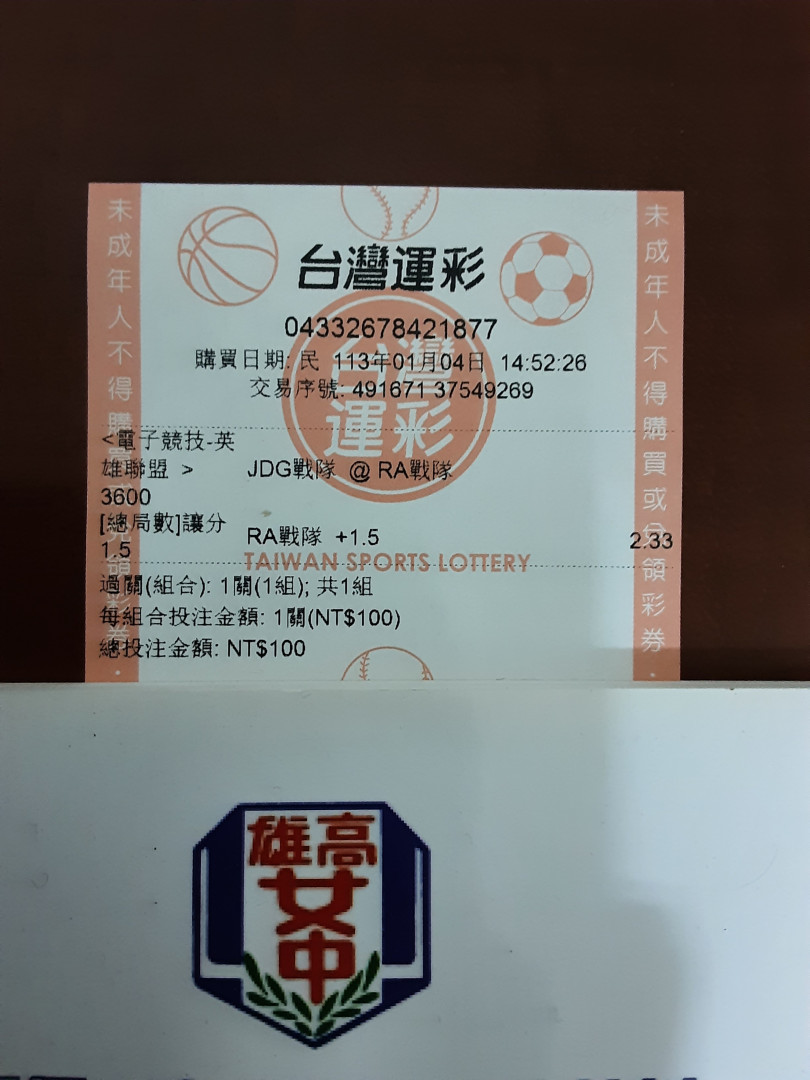 台灣運彩
04332678421877
購買日期: 民 113年01月04日 14:52:26
交易序號: 491671 37549269
台灣
運彩
<電子競技-英
雄聯盟 >
JDG戰隊 @ RA戰隊
3600
[總局數]讓分
1.5
RA戰隊 +1.5
2.33
TAIWAN SPORTS LOTTERY
過關(組合): 1關(1組); 共1組
每組合投注金額: 1關(NT$100)
總投注金額: NT$100
未成年人不得購買或兌領彩券·
未成年人不得購買或兌領彩券·
高雄
女
中